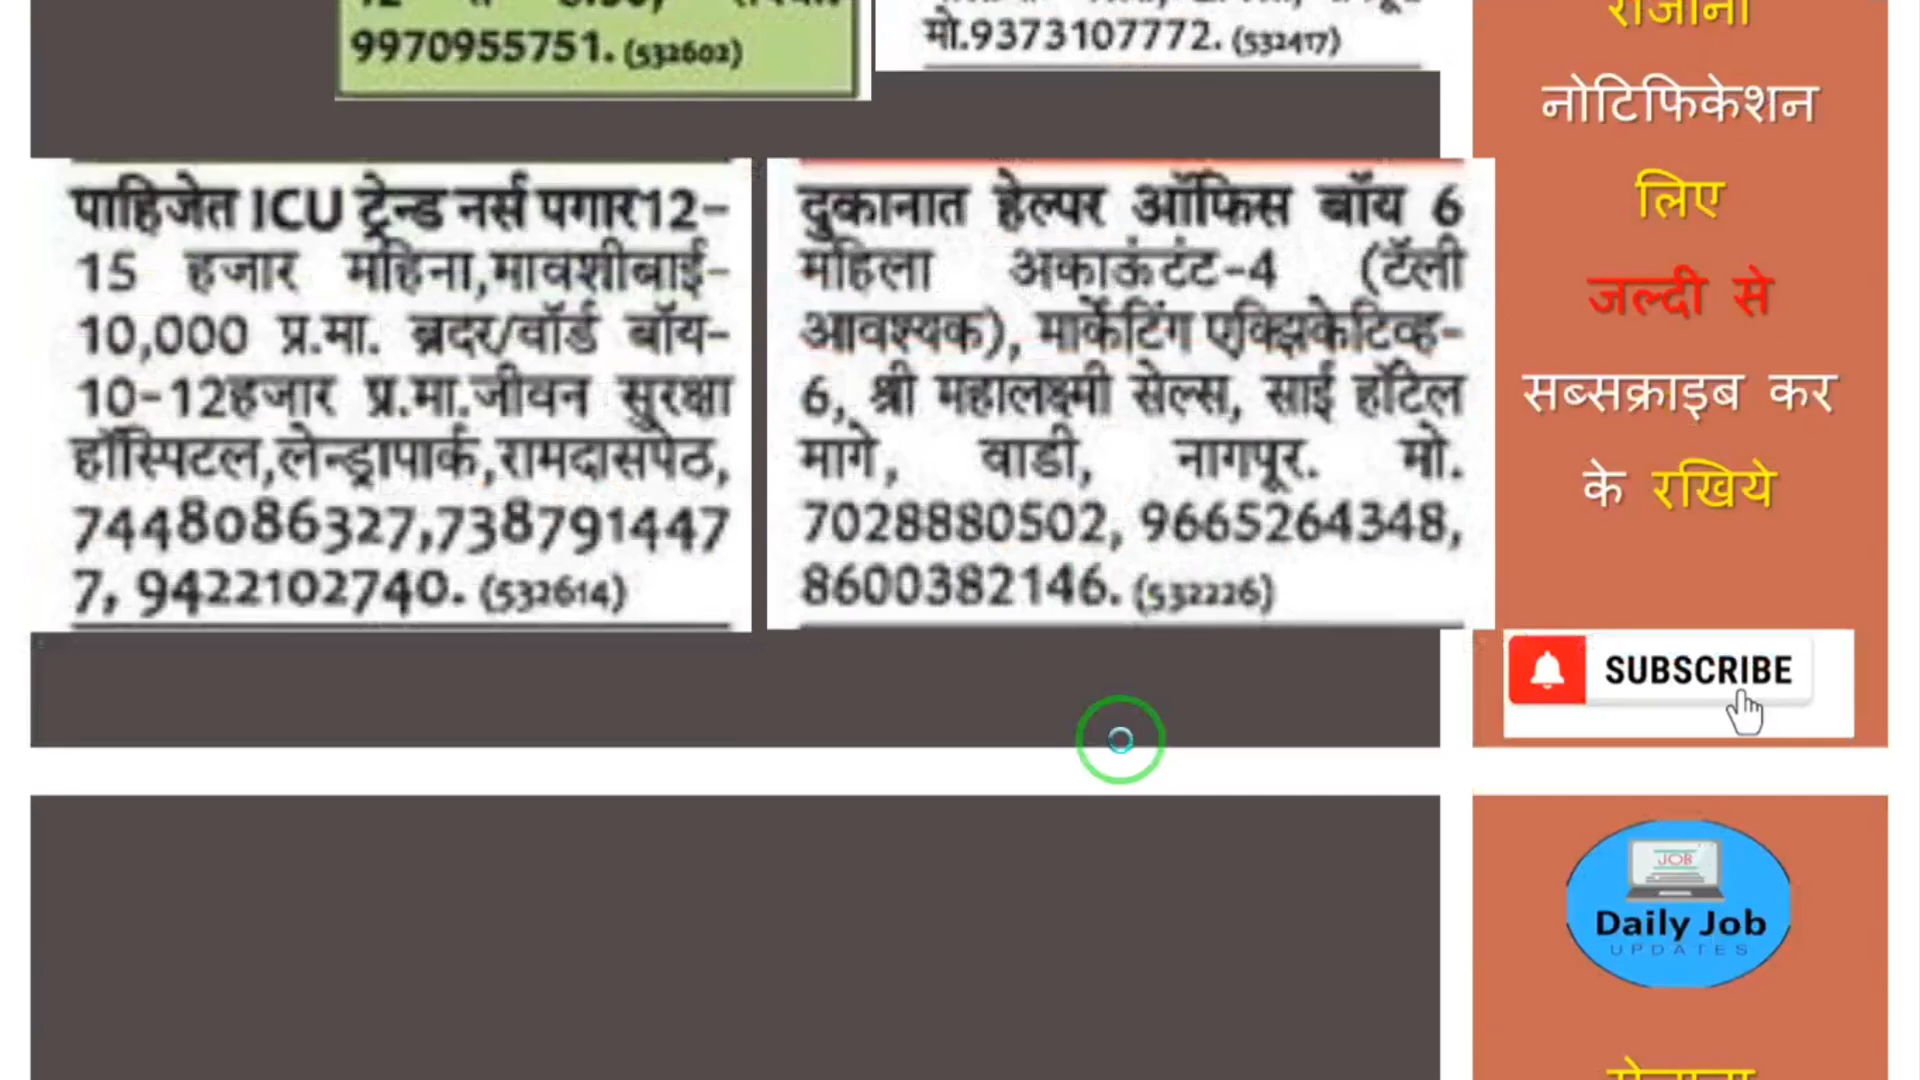 9970955751. (532602)
मो.9373107772. (532417)
पाहिजेत ICU ट्रेन्ड नर्स पगार12-
15 हजार महिना,मावशीबाई-
10,000 प्र.मा. ब्रदर/वॉर्ड बॉय-
10-12हजार प्र.मा.जीवन सुरक्षा
हॉस्पिटल,लेन्ड्रापार्क,रामदासपेठ,
7448086327,738791447
7, 9422102740. (532614)
दुकानात हेल्पर ऑफिस बॉय 6
महिला अकाऊंटंट-4 (टॅली
आवश्यक), मार्केटिंग एक्झिकेटिव्ह-
6, श्री महालक्ष्मी सेल्स, साई हॉटेल
मागे, वाडी, नागपूर. मो.
7028880502, 9665264348,
8600382146. (532226)
रोजाना
नोटिफिकेशन
लिए
जल्दी से
सब्सक्राइब कर
के रखिये
SUBSCRIBE
JOB
Daily Job
UPDATES